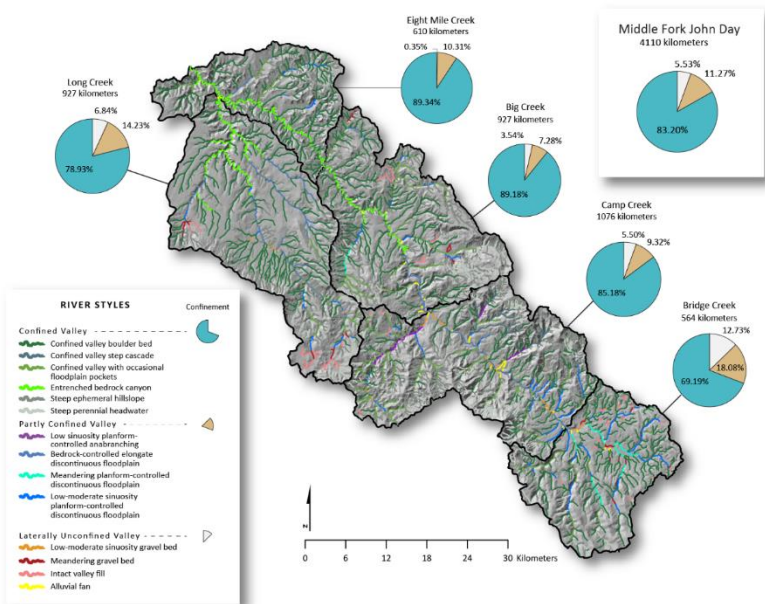 Eight Mile Creek
610 kilometers
0.35%
10.31%
89.34%
Middle Fork John Day
4110 kilometers
5.53%
11.27%
83.20%
Long Creek
927 kilometers
6.84%
14.23%
78.93%
Big Creek
927 kilometers
3.54%
7.28%
89.18%
Camp Creek
1076 kilometers
5.50%
9.32%
85.18%
Bridge Creek
564 kilometers
12.73%
18.08%
69.19%
RIVER STYLES
Confinement
Confined Valley
Confined valley boulder bed
Confined valley step cascade
Confined valley with occasional
floodplain pockets
Entrenched bedrock canyon
Steep ephemeral hillslope
Steep perennial headwater
Partly Confined Valley
Low sinuosity planform-
controlled anabranching
Bedrock-controlled elongate
discontinuous floodplain
Meandering planform-controlled
discontinuous floodplain
Low-moderate sinuosity
planform-controlled
discontinuous floodplain
Laterally Unconfined Valley
Low-moderate sinuosity gravel bed
Meandering gravel bed
Intact valley fill
Alluvial fan
N
0 6 12 18 24 30 Kilometers